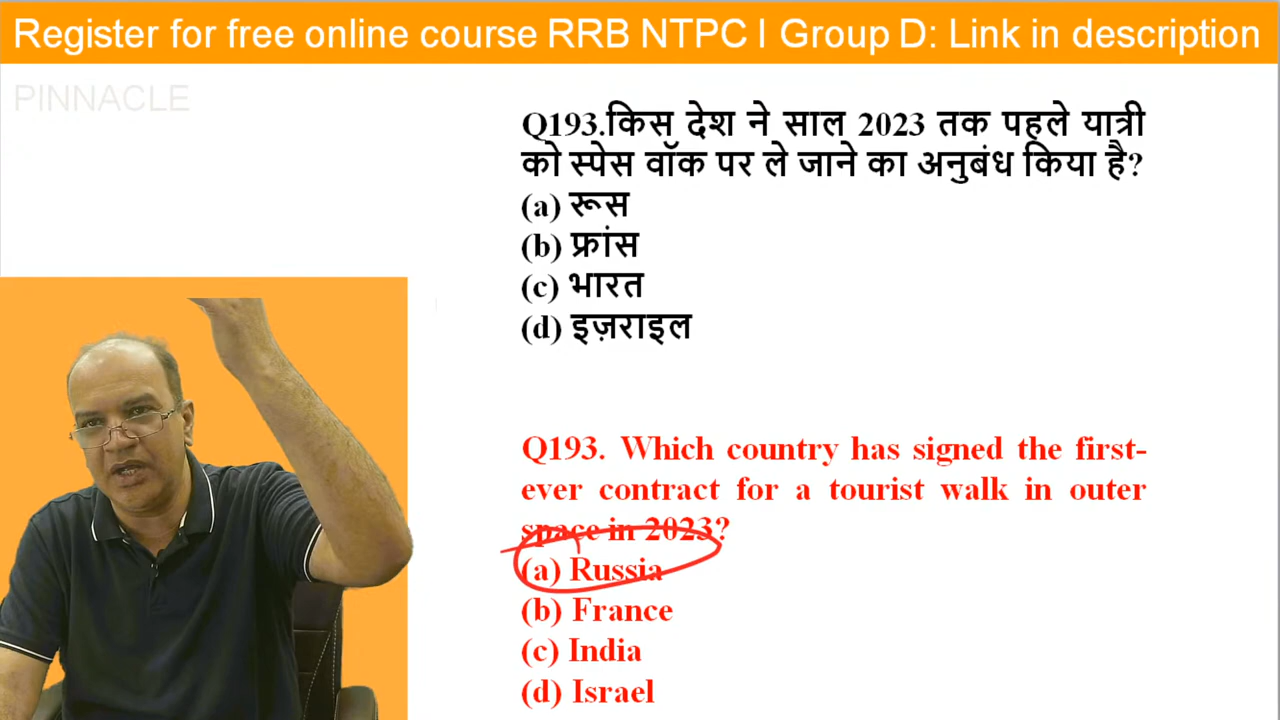 Register for free online course RRB NTPC I Group D: Link in description
PINNACLE
Q193.किस देश ने साल 2023 तक पहले यात्री
को स्पेस वॉक पर ले जाने का अनुबंध किया है?
(a) रूस
(b) फ्रांस
(c) भारत
(d) इज़राइल
Q193. Which country has signed the first-
ever contract for a tourist walk in outer
space in 2023?
(a) Russia
(b) France
(c) India
(d) Israel